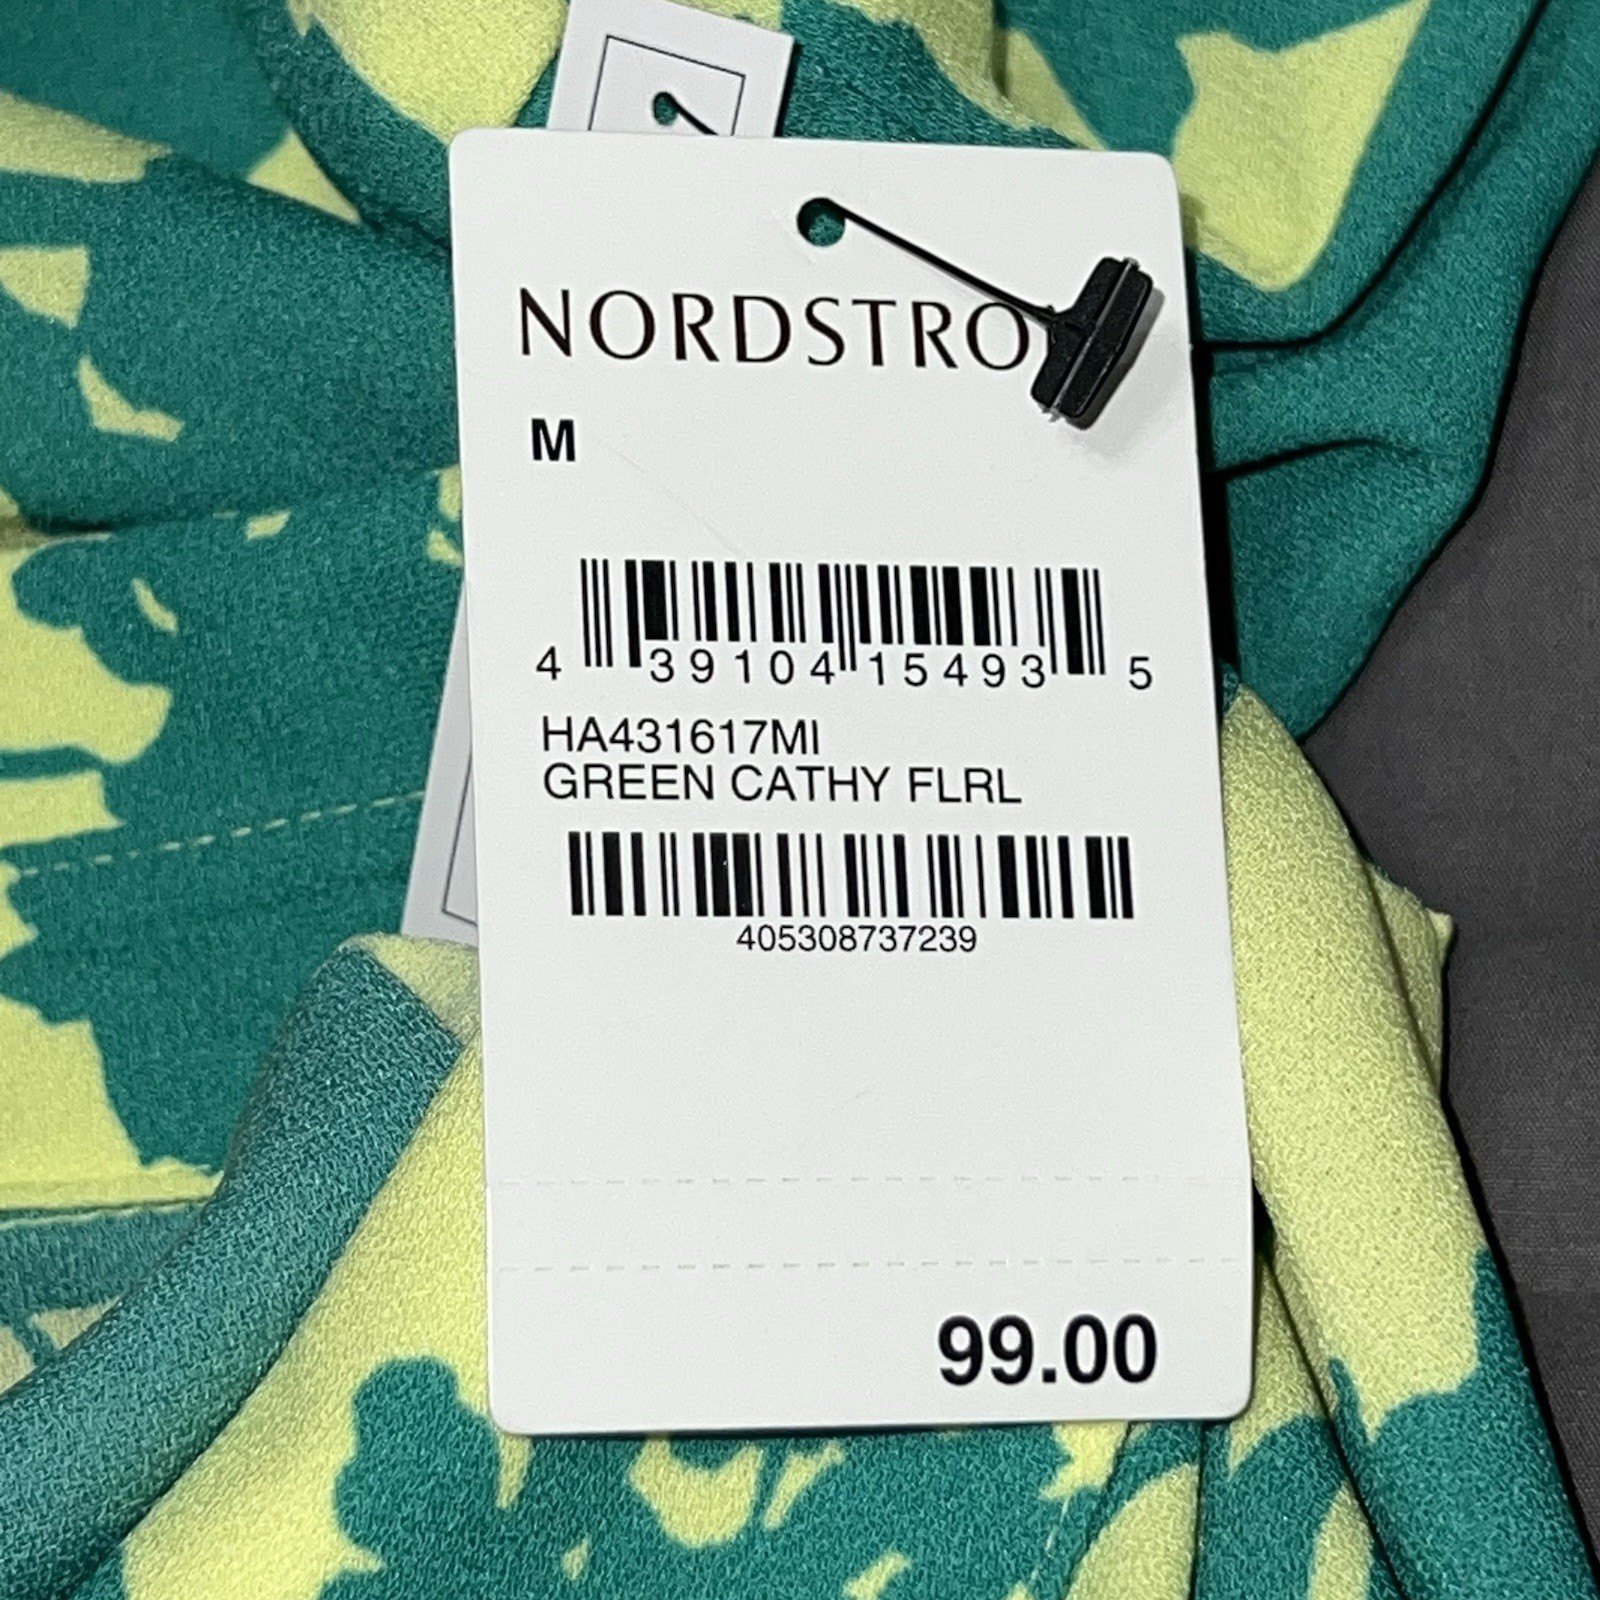 NORDSTRO
M
4 39104 15493 5
HA431617MI
GREEN CATHY FLRL
405308737239
99.00